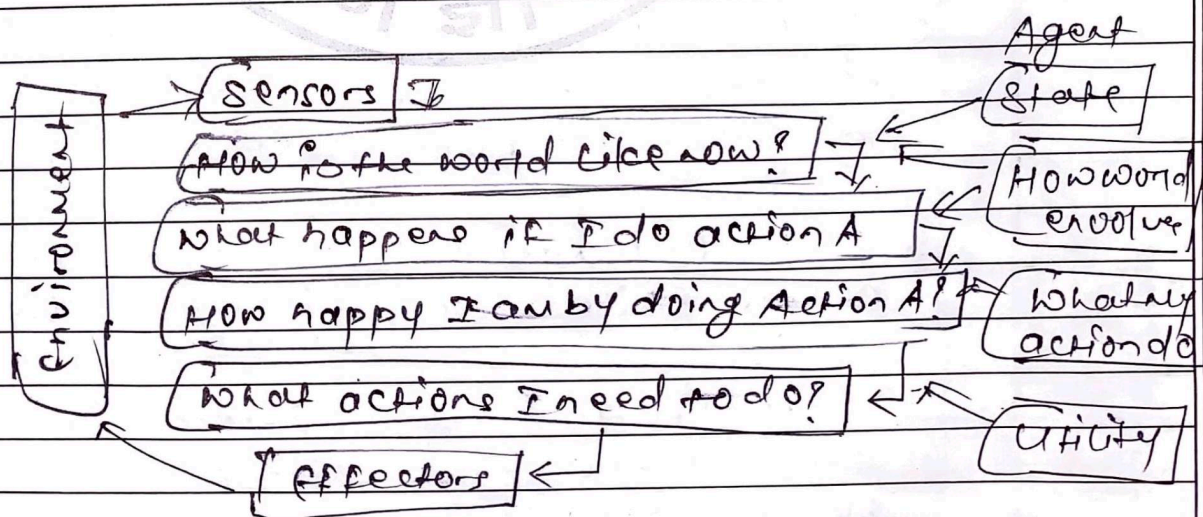 Agent
Sensors
State
How is the world like now?
How world
evolve
What happens if I do action A
How happy I am by doing Action A?
What my
action do
What actions I need to do?
Utility
Effectors
Environment